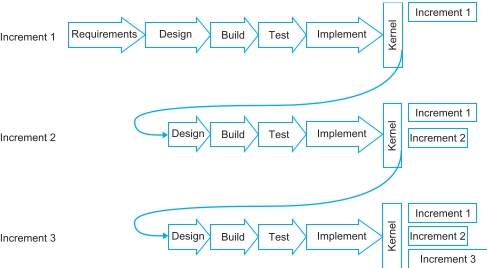 Increment 1
Requirements
Design
Build
Test
Implement
Kernel
Increment 1
Increment 2
Design
Build
Test
Implement
Kernel
Increment 1
Increment 2
Increment 3
Design
Build
Test
Implement
Kernel
Increment 1
Increment 2
Increment 3